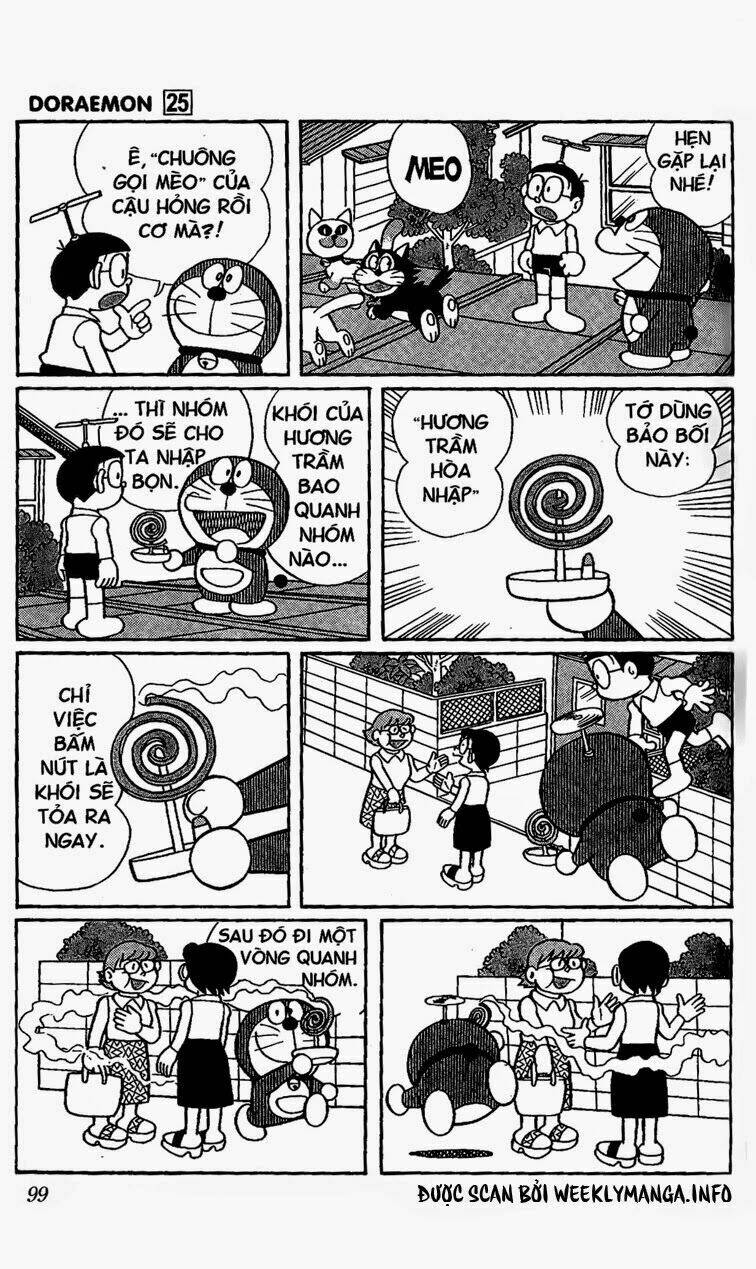 DORAEMON 25
HẸN
GẶP LẠI
NHÉ!
MEO
Ê, "CHUÔNG
GỌI MÈO" CỦA
CẬU HỎNG RỒI
CƠ MÀ?!
TỚ DÙNG
BẢO BỐI
NÀY:
"HƯƠNG
TRẦM
HÒA
NHẬP"
KHÓI CỦA
HƯƠNG
TRẦM
BAO
QUANH
NHÓM
NÀO...
... THÌ NHÓM
ĐÓ SẼ CHO
TA NHẬP
BỌN.
CHỈ
VIỆC
BẤM
NÚT LÀ
KHÓI SẼ
TỎA RA
NGAY.
SAU ĐÓ ĐI MỘT
VÒNG QUANH
NHÓM.
99
ĐƯỢC SCAN BỞI WEEKLYMANGA.INFO